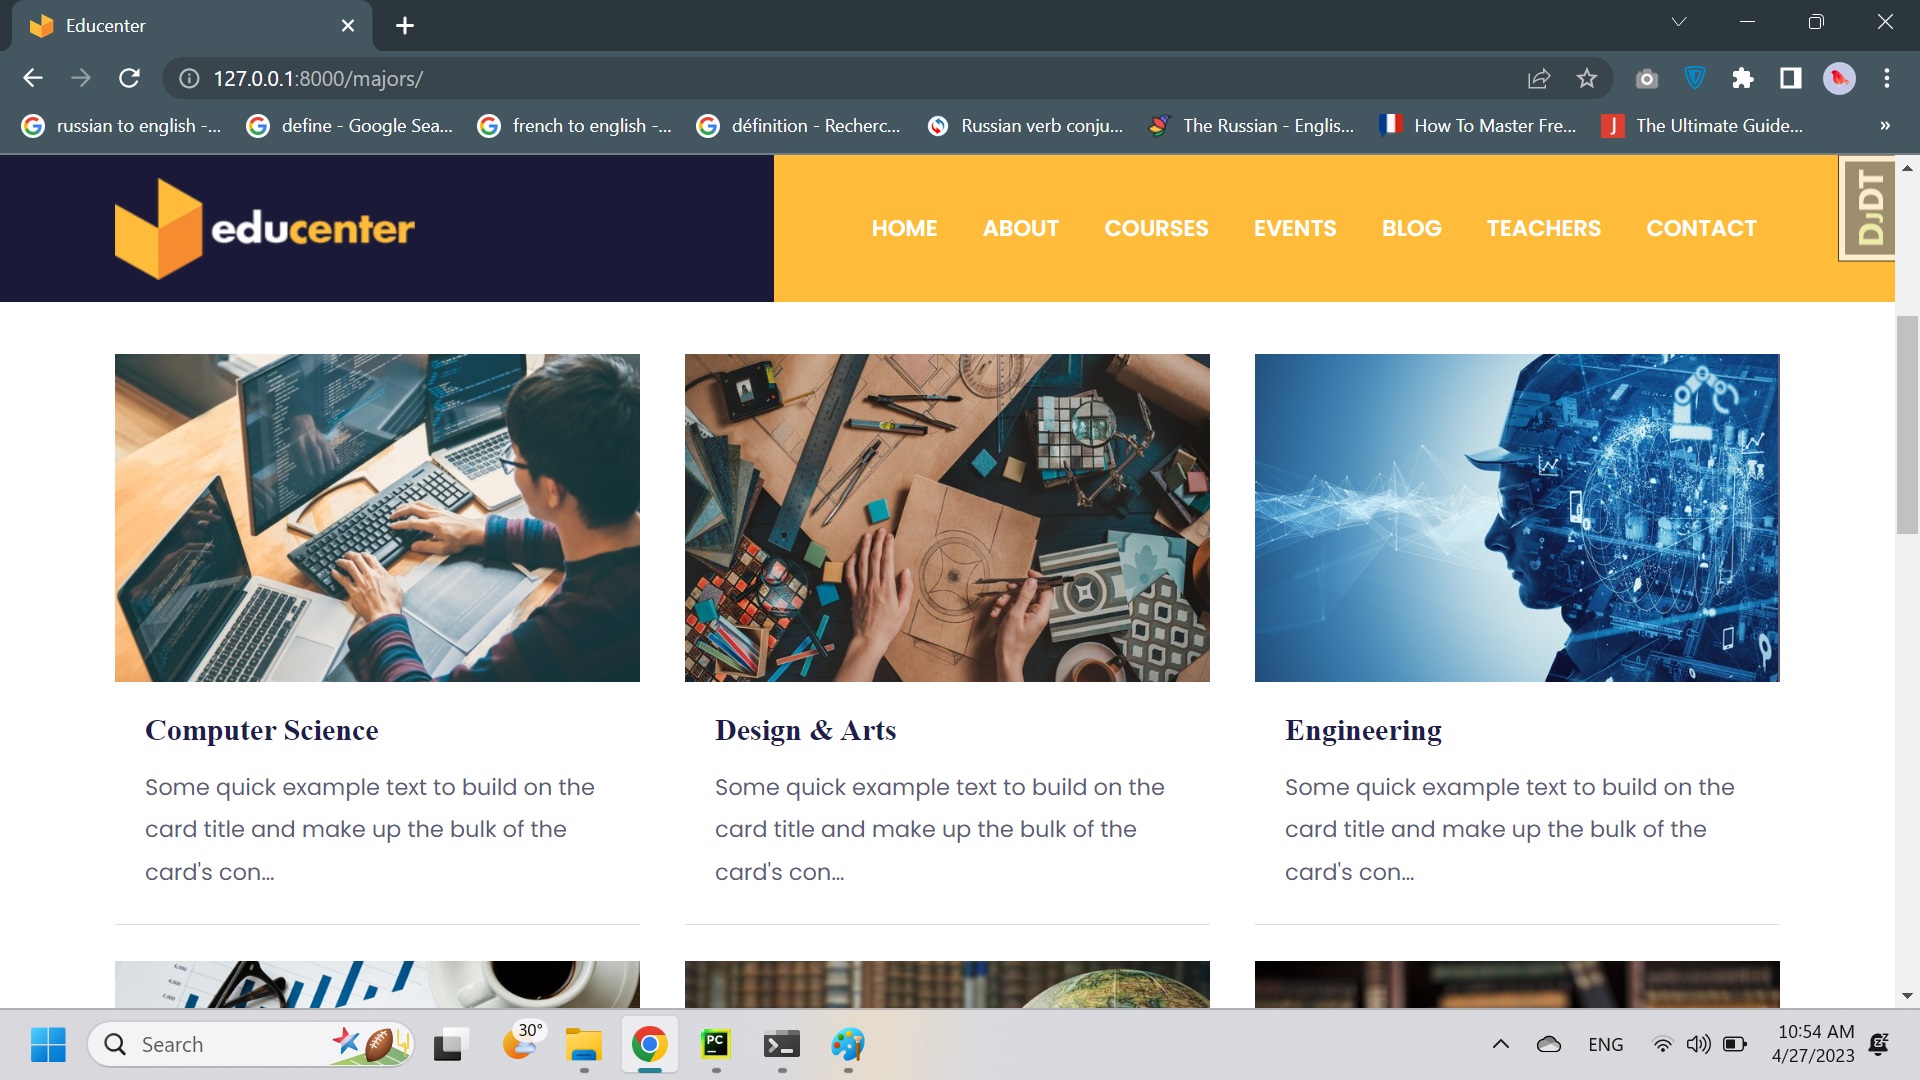 Educenter
127.0.0.1:8000/majors/
russian to english -...
define - Google Sea...
french to english -...
définition - Recherc...
Russian verb conju...
The Russian - Englis...
How To Master Fre...
J
The Ultimate Guide...
»
educenter
HOME
ABOUT
COURSES
EVENTS
BLOG
TEACHERS
CONTACT
DJDT
Computer Science
Design & Arts
Engineering
Some quick example text to build on the
card title and make up the bulk of the
card's con...
Some quick example text to build on the
card title and make up the bulk of the
card's con...
Some quick example text to build on the
card title and make up the bulk of the
card's con...
Search
30°
PC
ENG
10:54 AM
4/27/2023